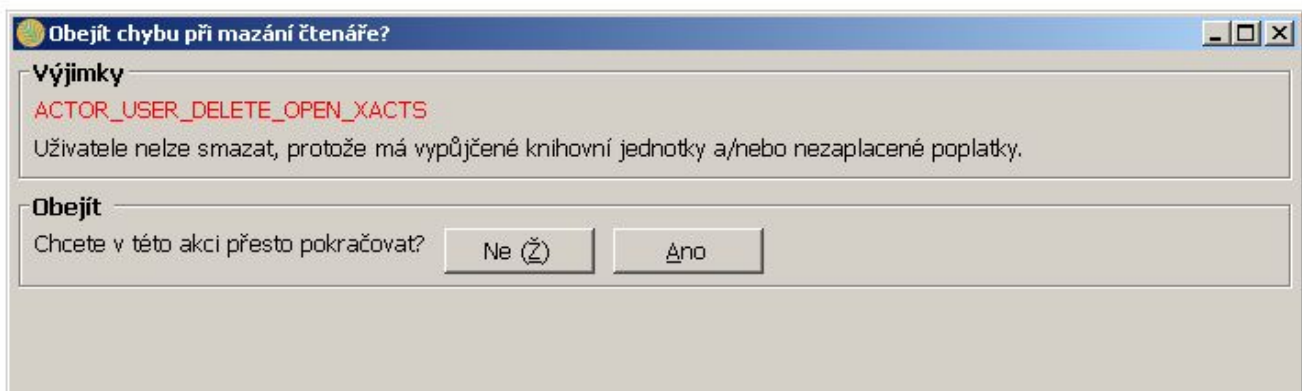 Obejít chybu při mazání čtenáře?
Výjimky
ACTOR_USER_DELETE_OPEN_XACTS
Uživatele nelze smazat, protože má vypůjčené knihovní jednotky a/nebo nezaplacené poplatky.
Obejít
Chcete v této akci přesto pokračovat? Ne (Ž) Ano